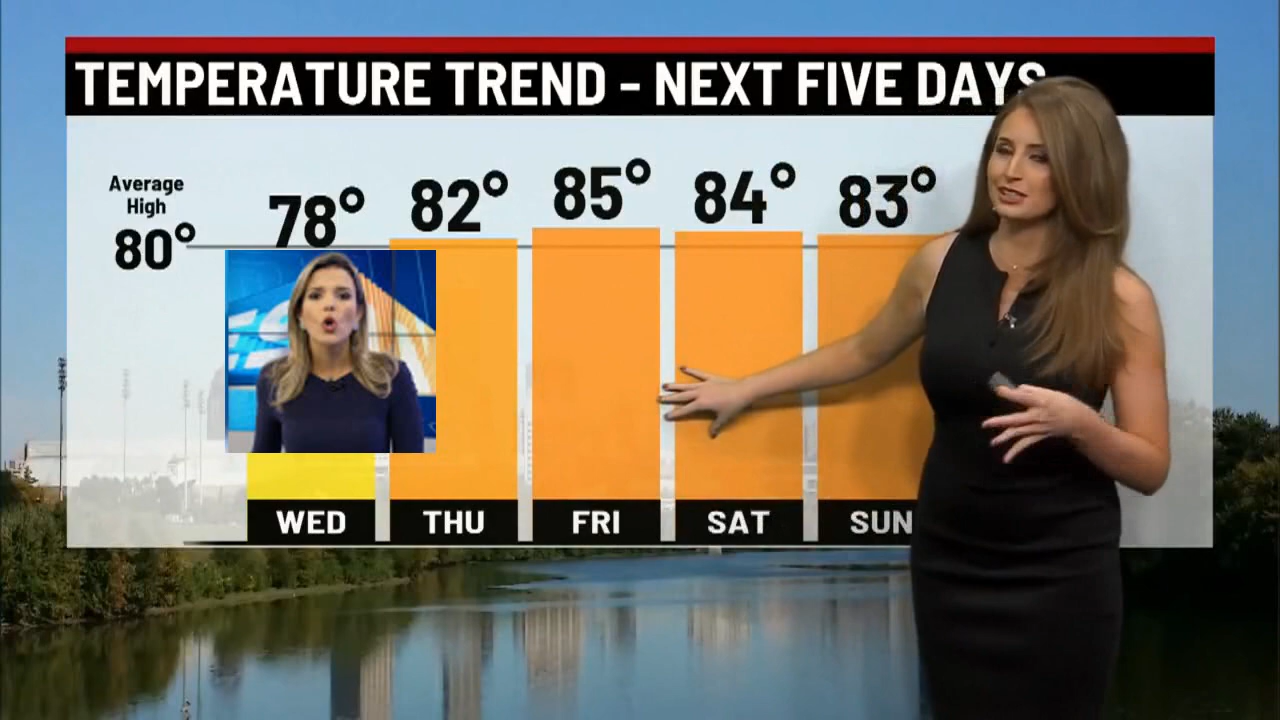 TEMPERATURE TREND - NEXT FIVE DAYS
Average
High
80°
78° 82° 85° 84° 83°
WED THU FRI SAT SUN